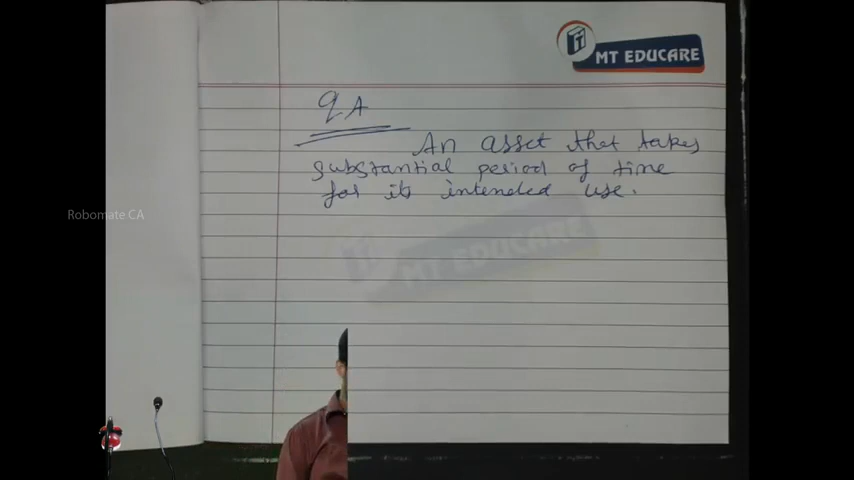 MT EDUCARE
QA
An asset that takes
substantial period of time
for its intended use.
Robomate CA
MT EDUCARE